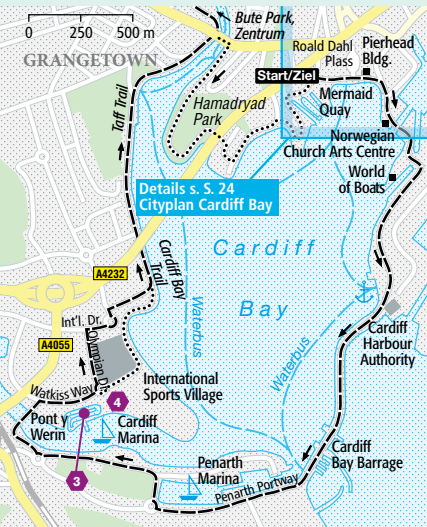 0 250 500 m
GRANGETOWN
Bute Park,
Zentrum
Roald Dahl
Plass
Pierhead
Bldg.
Start/Ziel
Mermaid
Quay
Hamadryad
Park
Taff Trail
Norwegian
Church Arts Centre
World
of Boats
Details s. S. 24
Cityplan Cardiff Bay
Cardiff
Bay
Cardiff Bay
Trail
A4232
Waterbus
Waterbus
Int'l. Dr.
Olympian Dr.
A4055
Cardiff
Harbour
Authority
International
Sports Village
Watkiss Way
4
Pont y
Werin
Cardiff
Marina
3
Penarth
Marina
Penarth Portway
Cardiff
Bay Barrage